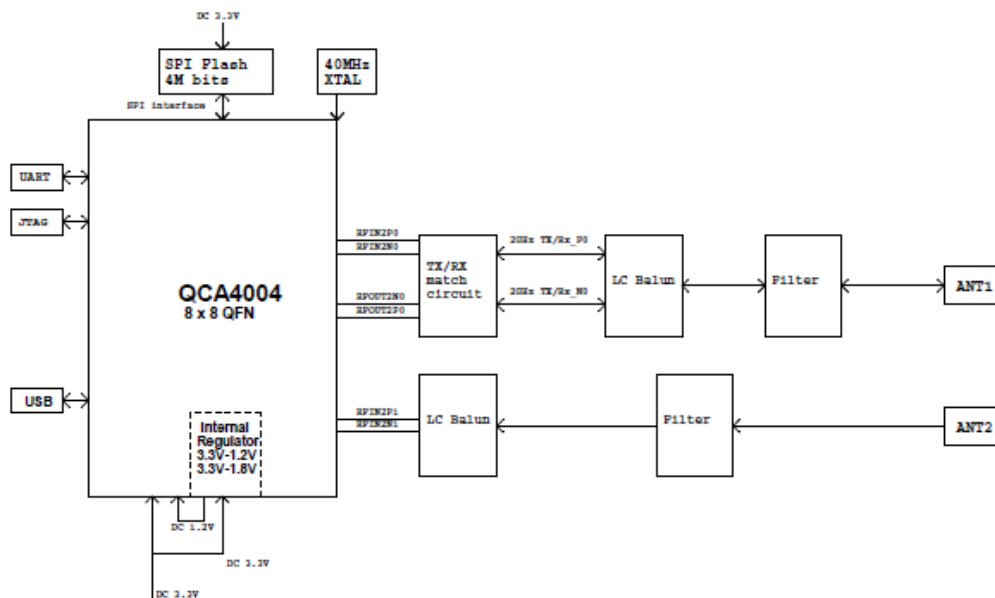 DC 3.3V
SPI Flash
4M bits
40MHz
XTAL
SPI interface
UART
JTAG
QCA4004
8 x 8 QFN
USB
Internal
Regulator
3.3V-1.2V
3.3V-1.8V
DC 1.2V
DC 3.3V
DC 3.3V
RFIN2P0
RFIN2N0
RFOUT2N0
RFOUT2P0
TX/RX
match
circuit
2GHz TX/Rx_P0
2GHz TX/Rx_N0
LC Balun
Filter
ANT1
RFIN2P1
RFIN2N1
LC Balun
Filter
ANT2